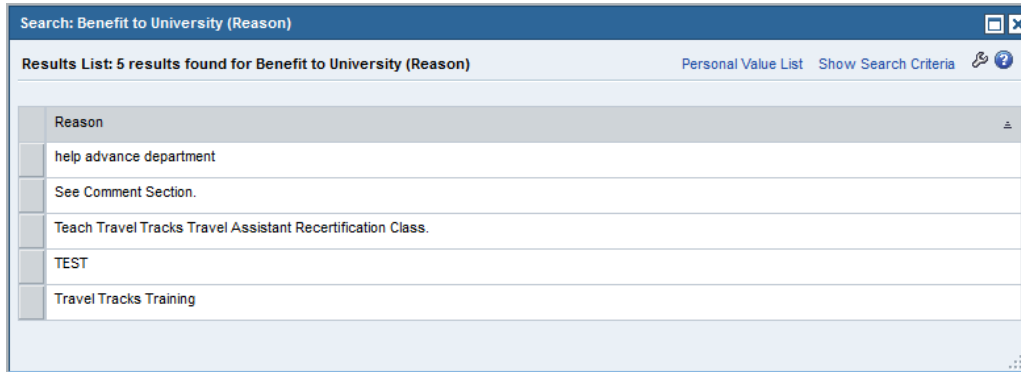 Search: Benefit to University (Reason)
Results List: 5 results found for Benefit to University (Reason) Personal Value List Show Search Criteria
Reason
help advance department
See Comment Section.
Teach Travel Tracks Travel Assistant Recertification Class.
TEST
Travel Tracks Training